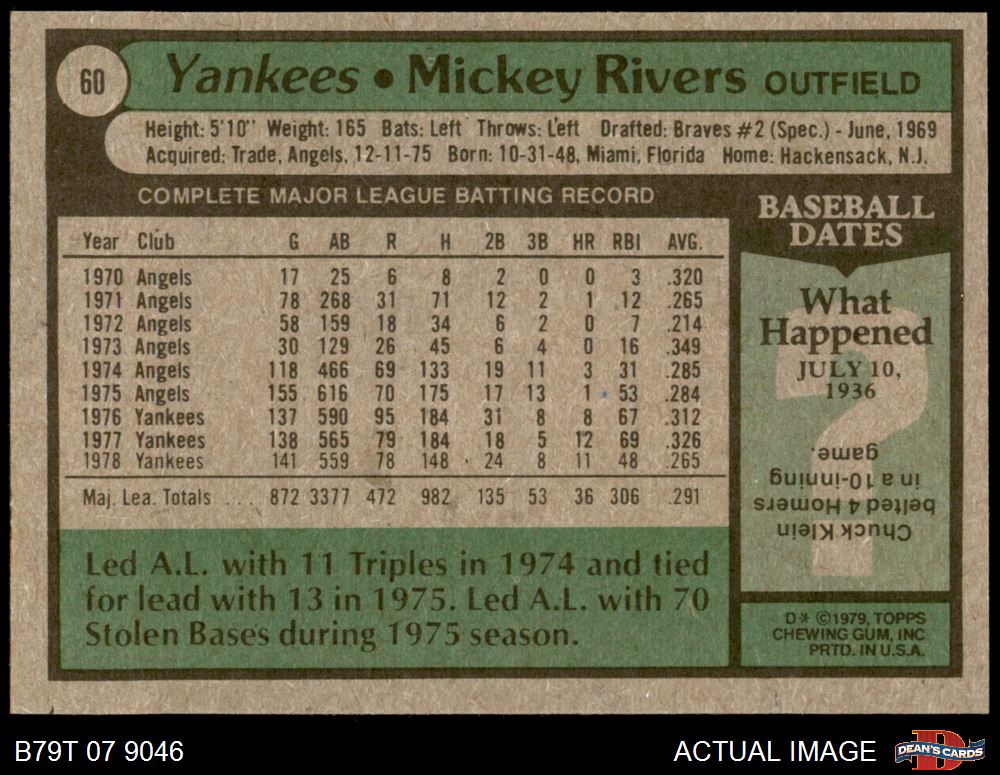 60
Yankees • Mickey Rivers OUTFIELD
Height: 5'10" Weight: 165 Bats: Left Throws: Left Drafted: Braves #2 (Spec.) - June, 1969
Acquired: Trade, Angels, 12-11-75 Born: 10-31-48, Miami, Florida Home: Hackensack, N.J.
COMPLETE MAJOR LEAGUE BATTING RECORD
Year Club G AB R H 2B 3B HR RBI AVG.
1970 Angels 17 25 6 8 2 0 0 3 .320
1971 Angels 78 268 31 71 12 2 1 12 .265
1972 Angels 58 159 18 34 6 2 0 7 .214
1973 Angels 30 129 26 45 6 4 0 16 .349
1974 Angels 118 466 69 133 19 11 3 31 .285
1975 Angels 155 616 70 175 17 13 1 53 .284
1976 Yankees 137 590 95 184 31 8 8 67 .312
1977 Yankees 138 565 79 184 18 5 12 69 .326
1978 Yankees 141 559 78 148 24 8 11 48 .265
Maj. Lea. Totals .... 872 3377 472 982 135 53 36 306 .291
Led A.L. with 11 Triples in 1974 and tied
for lead with 13 in 1975. Led A.L. with 70
Stolen Bases during 1975 season.
BASEBALL
DATES
What
Happened
JULY 10,
1936
?
Chuck Klein
belted 4 Homers
in a 10-inning
game.
D* ©1979, TOPPS
CHEWING GUM, INC
PRTD. IN U.S.A.
B79T 07 9046
ACTUAL IMAGE
D
DEAN'S CARDS